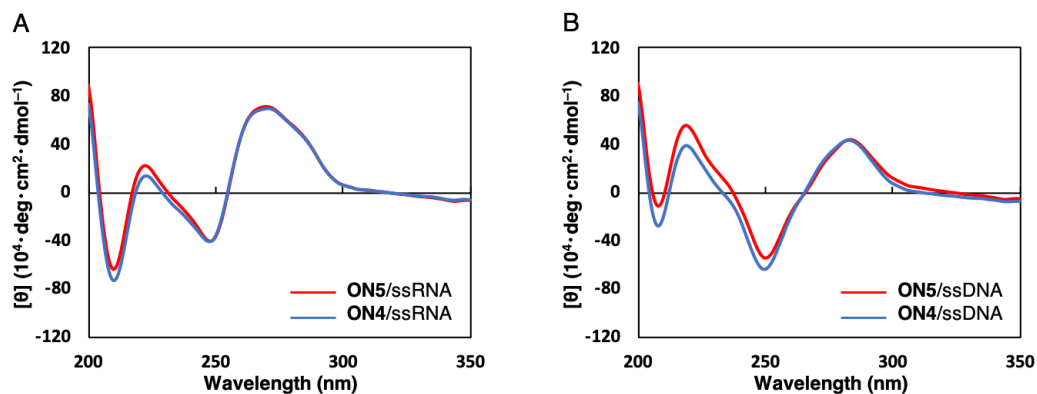 A
120
80
40
0
-40
-80
-120
[θ] (10⁴· deg· cm²· dmol⁻¹)
ON5/ssRNA
ON4/ssRNA
200 250 300 350
Wavelength (nm)
B
120
80
40
0
-40
-80
-120
[θ] (10⁴· deg· cm²· dmol⁻¹)
ON5/ssDNA
ON4/ssDNA
200 250 300 350
Wavelength (nm)